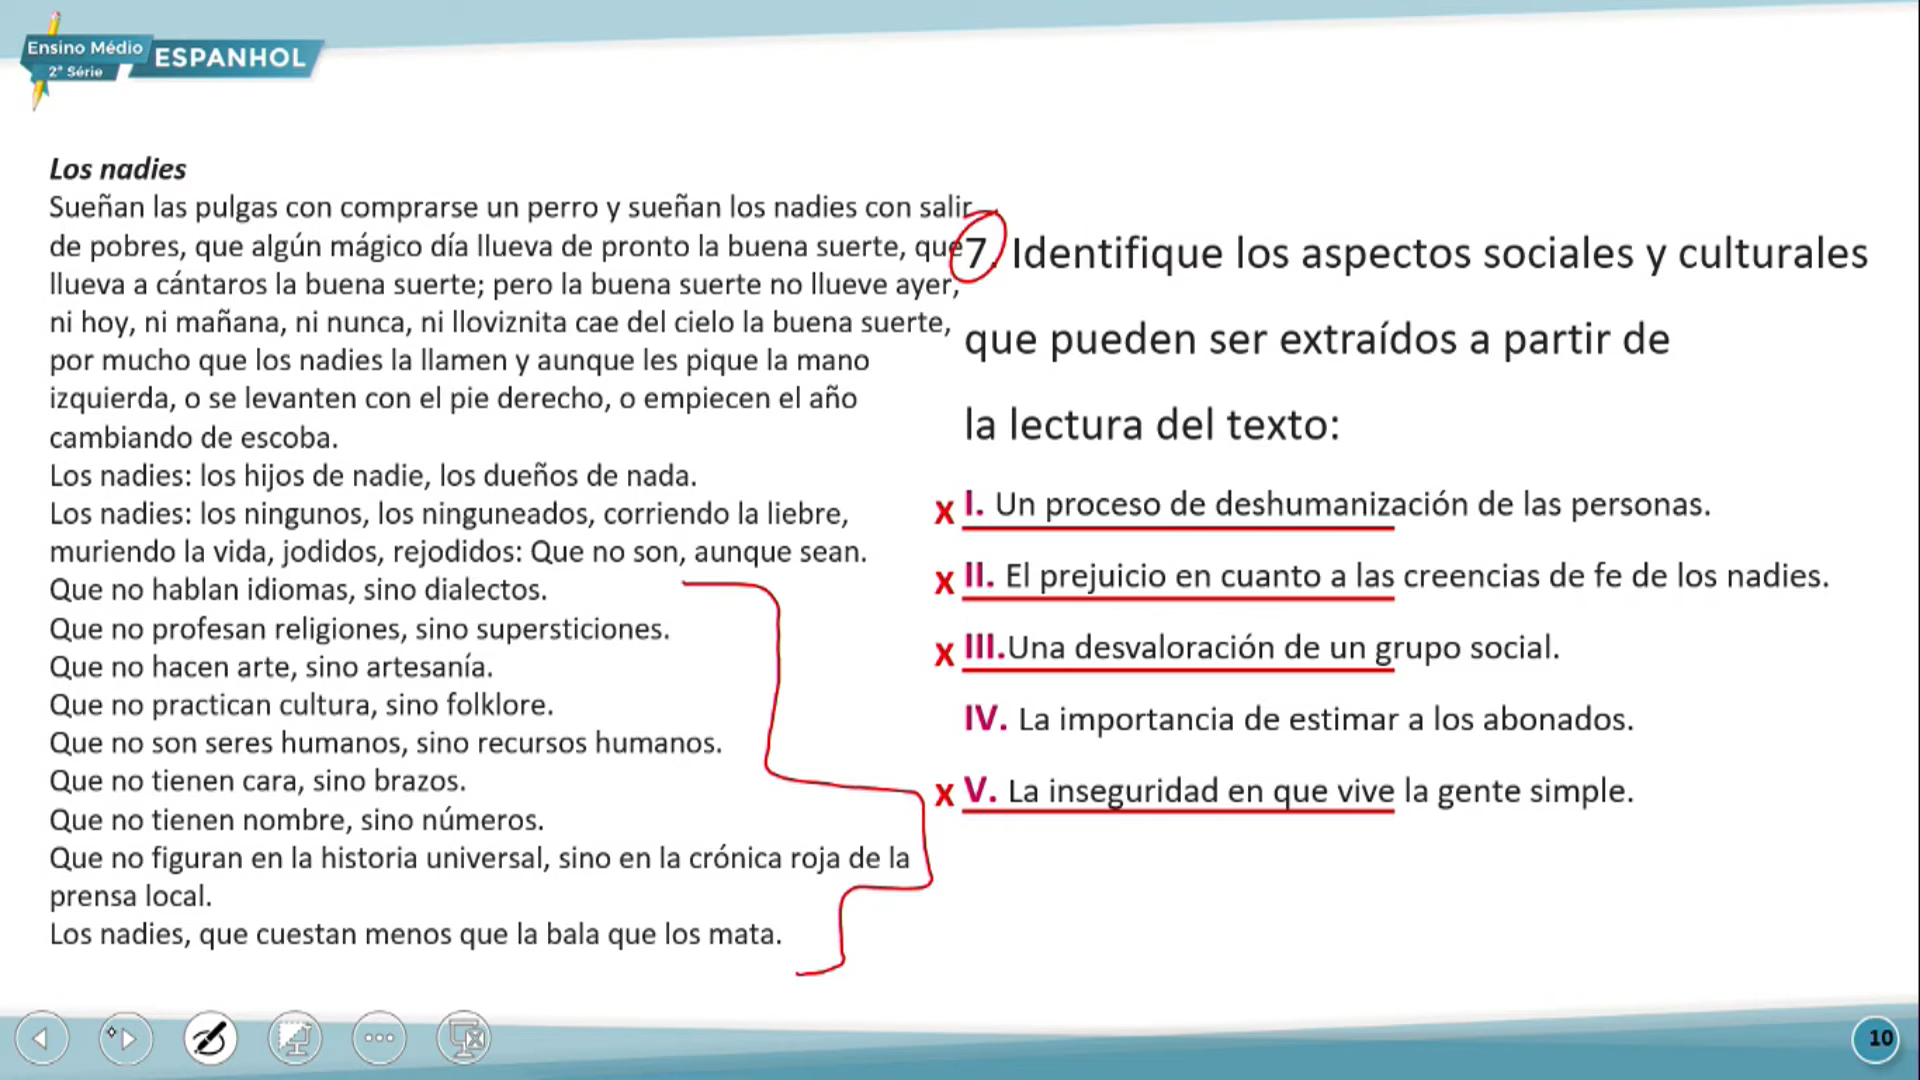 Ensino Médio
2ª Série
ESPANHOL
Los nadies
Sueñan las pulgas con comprarse un perro y sueñan los nadies con salir
de pobres, que algún mágico día llueva de pronto la buena suerte, que
llueva a cántaros la buena suerte; pero la buena suerte no llueve ayer,
ni hoy, ni mañana, ni nunca, ni lloviznita cae del cielo la buena suerte,
por mucho que los nadies la llamen y aunque les pique la mano
izquierda, o se levanten con el pie derecho, o empiecen el año
cambiando de escoba.
Los nadies: los hijos de nadie, los dueños de nada.
Los nadies: los ningunos, los ninguneados, corriendo la liebre,
muriendo la vida, jodidos, rejodidos: Que no son, aunque sean.
Que no hablan idiomas, sino dialectos.
Que no profesan religiones, sino supersticiones.
Que no hacen arte, sino artesanía.
Que no practican cultura, sino folklore.
Que no son seres humanos, sino recursos humanos.
Que no tienen cara, sino brazos.
Que no tienen nombre, sino números.
Que no figuran en la historia universal, sino en la crónica roja de la
prensa local.
Los nadies, que cuestan menos que la bala que los mata.
7. Identifique los aspectos sociales y culturales
que pueden ser extraídos a partir de
la lectura del texto:
x I. Un proceso de deshumanización de las personas.
x II. El prejuicio en cuanto a las creencias de fe de los nadies.
x III.Una desvaloración de un grupo social.
IV. La importancia de estimar a los abonados.
x V. La inseguridad en que vive la gente simple.
10